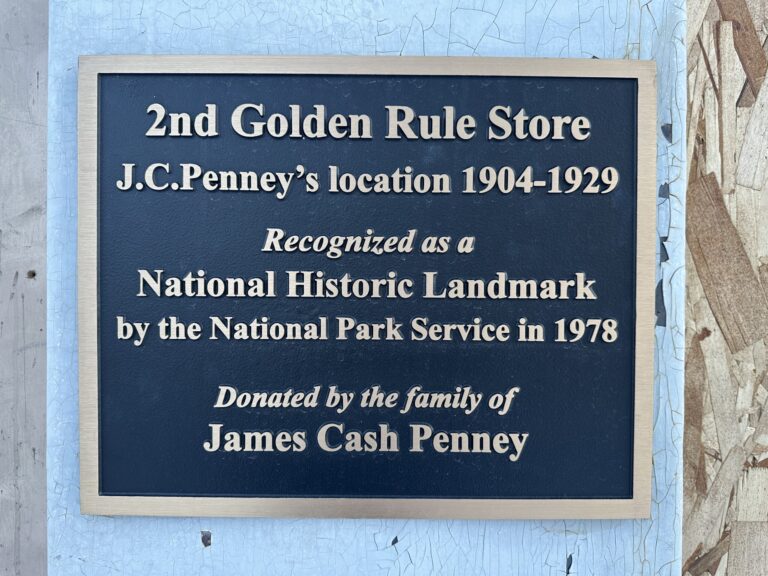 2nd Golden Rule Store
J.C.Penney's location 1904-1929
Recognized as a
National Historic Landmark
by the National Park Service in 1978
Donated by the family of
James Cash Penney